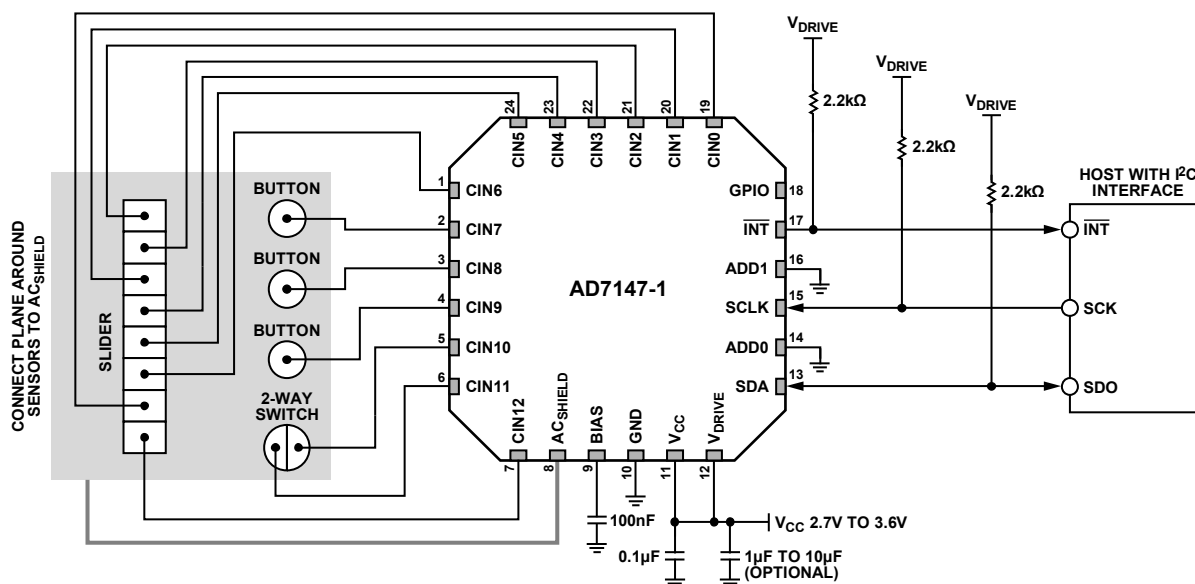 V DRIVE
V DRIVE
V DRIVE
2.2kΩ
2.2kΩ
2.2kΩ
HOST WITH I²C
INTERFACE
INT
SCK
SDO
24
23
22
21
20
19
CIN5
CIN4
CIN3
CIN2
CIN1
CIN0
CONNECT PLANE AROUND
SENSORS TO ACSHIELD
SLIDER
BUTTON
BUTTON
BUTTON
2-WAY
SWITCH
1
CIN6
2
CIN7
3
CIN8
4
CIN9
5
CIN10
6
CIN11
AD7147-1
GPIO
18
INT
17
ADD1
16
SCLK
15
ADD0
14
SDA
13
CIN12
ACSHIELD
BIAS
GND
VCC
VDRIVE
7
8
9
10
11
12
100nF
0.1µF
1µF TO 10µF
(OPTIONAL)
VCC 2.7V TO 3.6V